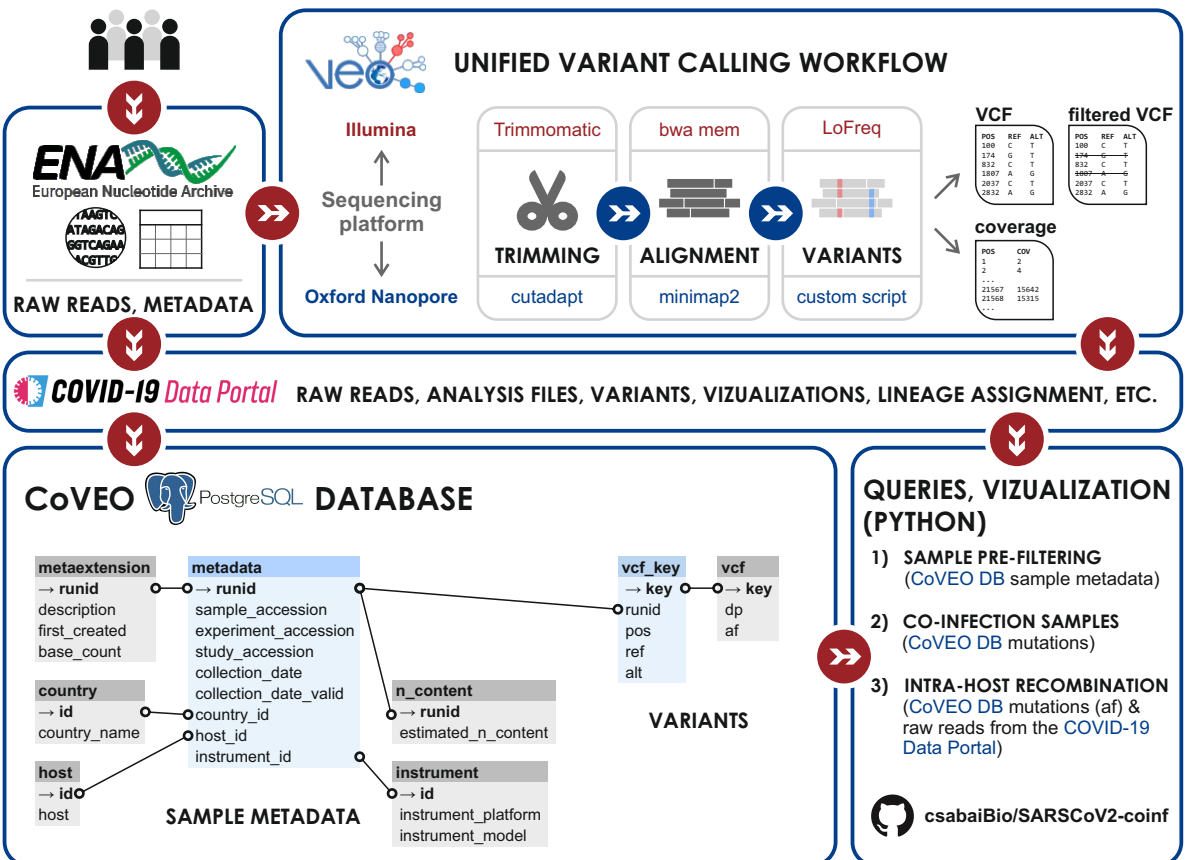 VEO
UNIFIED VARIANT CALLING WORKFLOW
ENA
European Nucleotide Archive
TAAGTC
ATAGACAG
GGTCAGAA
ACGTTC
RAW READS, METADATA
Illumina
Sequencing
platform
Oxford Nanopore
Trimmomatic
TRIMMING
cutadapt
bwa mem
ALIGNMENT
minimap2
LoFreq
VARIANTS
custom script
VCF
POS REF ALT
100 C T
174 G T
832 C T
1807 A G
2037 C T
2832 A G
filtered VCF
POS REF ALT
100 C T
174 G T
832 C T
1807 A G
2037 C T
2832 A G
coverage
POS COV
1 2
2 4
...
21567 15642
21568 15315
...
COVID-19 Data Portal
RAW READS, ANALYSIS FILES, VARIANTS, VIZUALIZATIONS, LINEAGE ASSIGNMENT, ETC.
CoVEO PostgreSQL DATABASE
metaextension
→ runid
description
first_created
base_count
country
→ id
country_name
host
→ id
host
metadata
→ runid
sample_accession
experiment_accession
study_accession
collection_date
collection_date_valid
country_id
host_id
instrument_id
SAMPLE METADATA
n_content
→ runid
estimated_n_content
instrument
→ id
instrument_platform
instrument_model
vcf_key
→ key
runid
pos
ref
alt
vcf
→ key
dp
af
VARIANTS
QUERIES, VIZUALIZATION
(PYTHON)
1) SAMPLE PRE-FILTERING
(CoVEO DB sample metadata)
2) CO-INFECTION SAMPLES
(CoVEO DB mutations)
3) INTRA-HOST RECOMBINATION
(CoVEO DB mutations (af) &
raw reads from the COVID-19
Data Portal)
csabaiBio/SARSCoV2-coinf